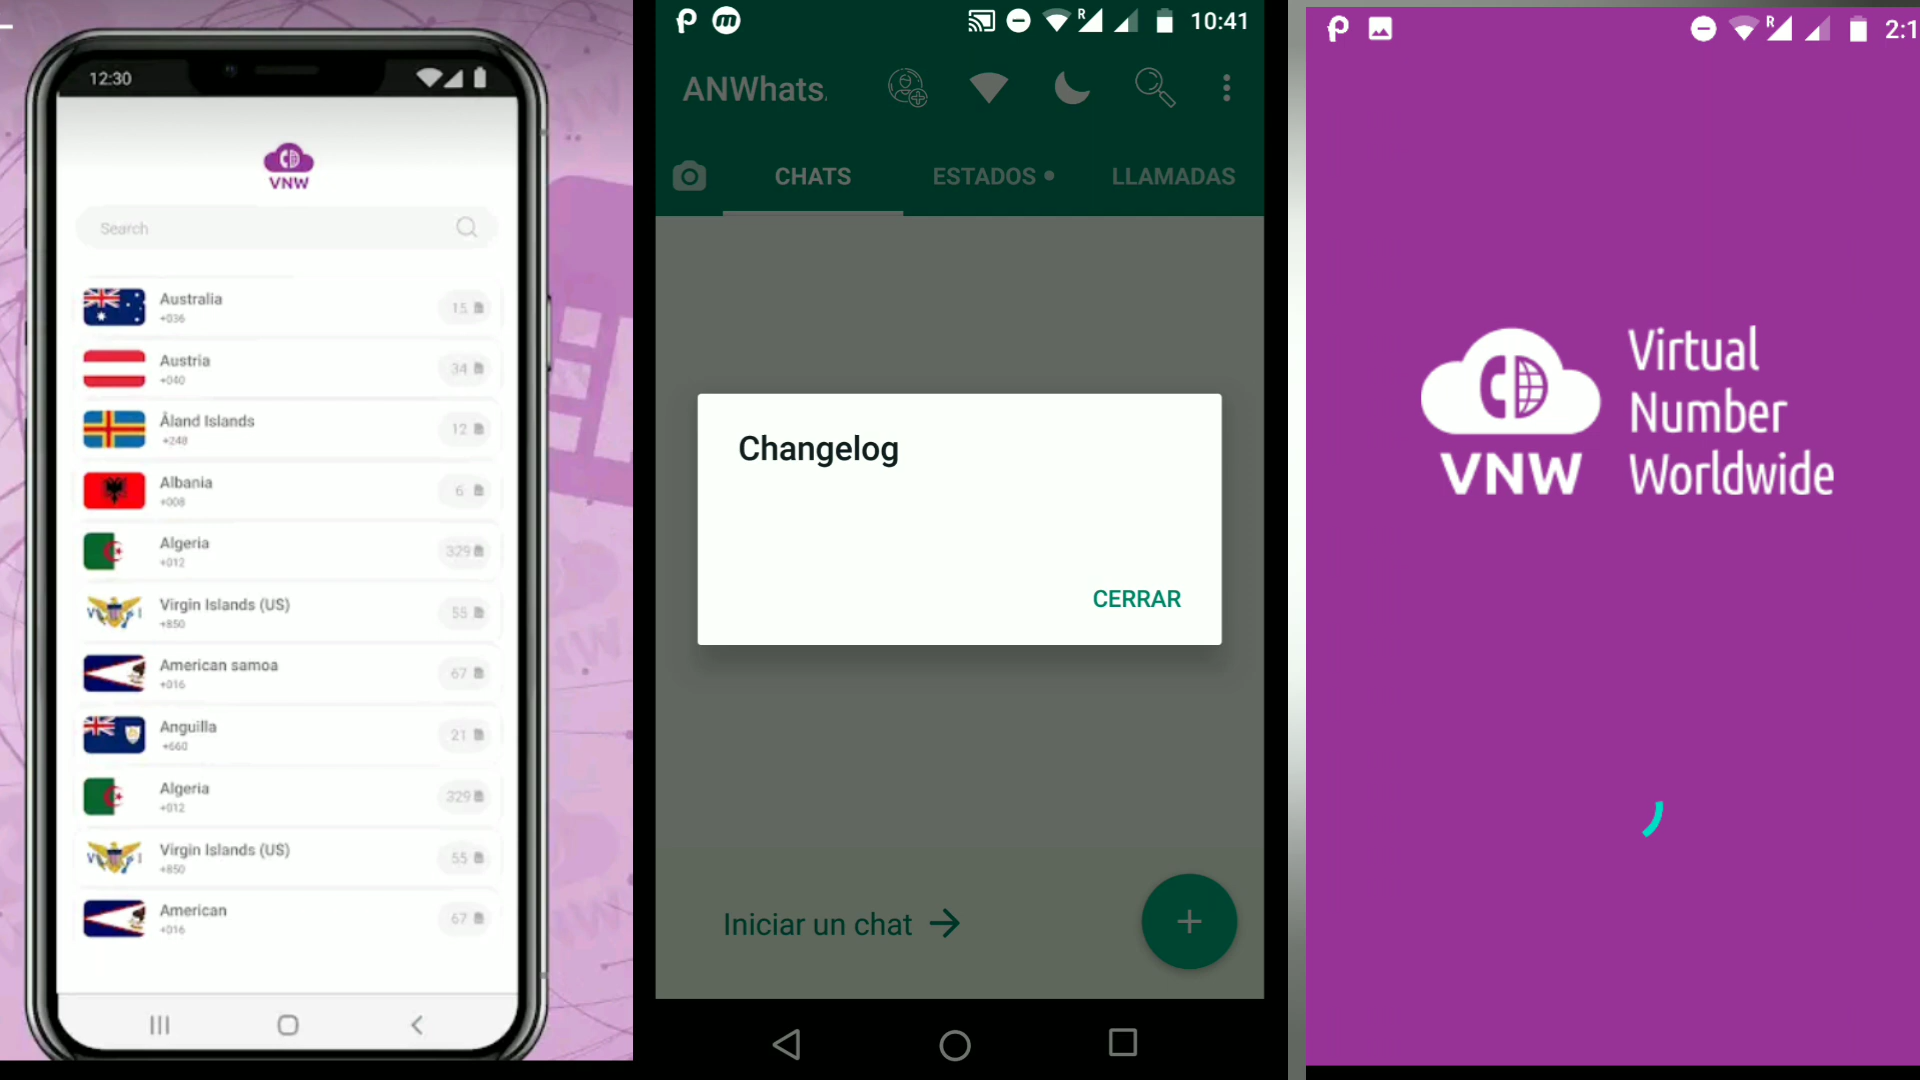 12:30
VNW
Search
Australia
+036
15
Austria
+040
34
Åland Islands
+248
12
Albania
+008
6
Algeria
+012
329
Virgin Islands (US)
+850
55
American samoa
+016
67
Anguilla
+660
21
Algeria
+012
329
Virgin Islands (US)
+850
55
American
+016
67
10:41
ANWhats
CHATS
ESTADOS
LLAMADAS
Changelog
CERRAR
Iniciar un chat
R
2:1
Virtual
Number
Worldwide
VNW